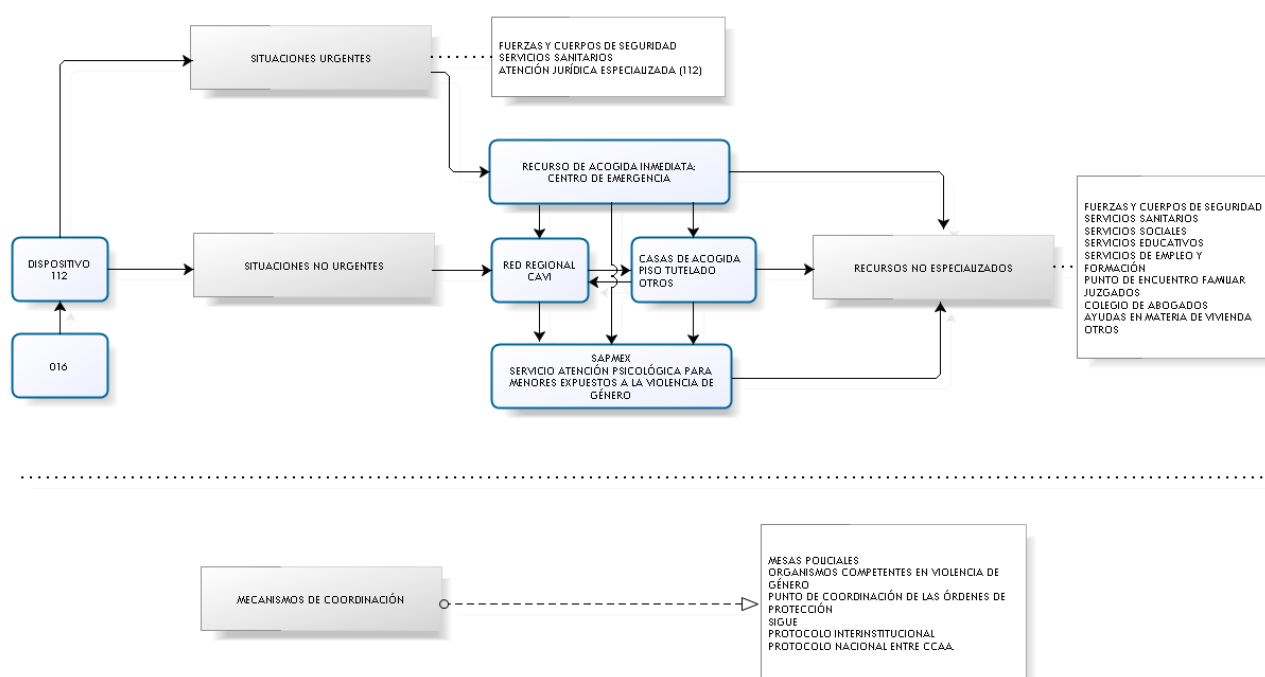 SITUACIONES URGENTES
FUERZAS Y CUERPOS DE SEGURIDAD
SERVICIOS SANITARIOS
ATENCIÓN JURÍDICA ESPECIALIZADA (112)
RECURSO DE ACOGIDA INMEDIATA:
CENTRO DE EMERGENCIA
DISPOSITIVO
112
SITUACIONES NO URGENTES
RED REGIONAL
CAVI
CASAS DE ACOGIDA
PISO TUTELADO
OTROS
RECURSOS NO ESPECIALIZADOS
FUERZAS Y CUERPOS DE SEGURIDAD
SERVICIOS SANITARIOS
SERVICIOS SOCIALES
SERVICIOS EDUCATIVOS
SERVICIOS DE EMPLEO Y
FORMACIÓN
PUNTO DE ENCUENTRO FAMILIAR
JUZGADOS
COLEGIO DE ABOGADOS
AYUDAS EN MATERIA DE VIVIENDA
OTROS
016
SAPMEX
SERVICIO ATENCIÓN PSICOLÓGICA PARA
MENORES EXPUESTOS A LA VIOLENCIA DE
GÉNERO
MECANISMOS DE COORDINACIÓN
MESAS POLICIALES
ORGANISMOS COMPETENTES EN VIOLENCIA DE
GÉNERO
PUNTO DE COORDINACIÓN DE LAS ÓRDENES DE
PROTECCIÓN
SIGUE
PROTOCOLO INTERINSTITUCIONAL
PROTOCOLO NACIONAL ENTRE CCAA.